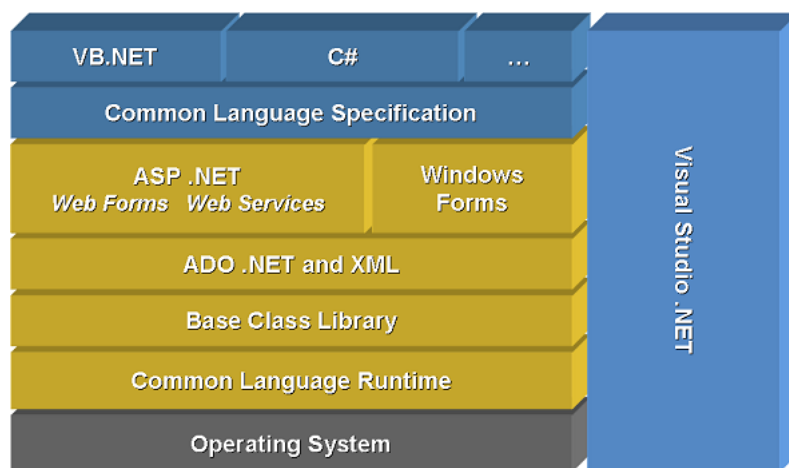 VB.NET
C#
...
Common Language Specification
ASP .NET
Web Forms Web Services
Windows
Forms
ADO .NET and XML
Base Class Library
Common Language Runtime
Operating System
Visual Studio .NET